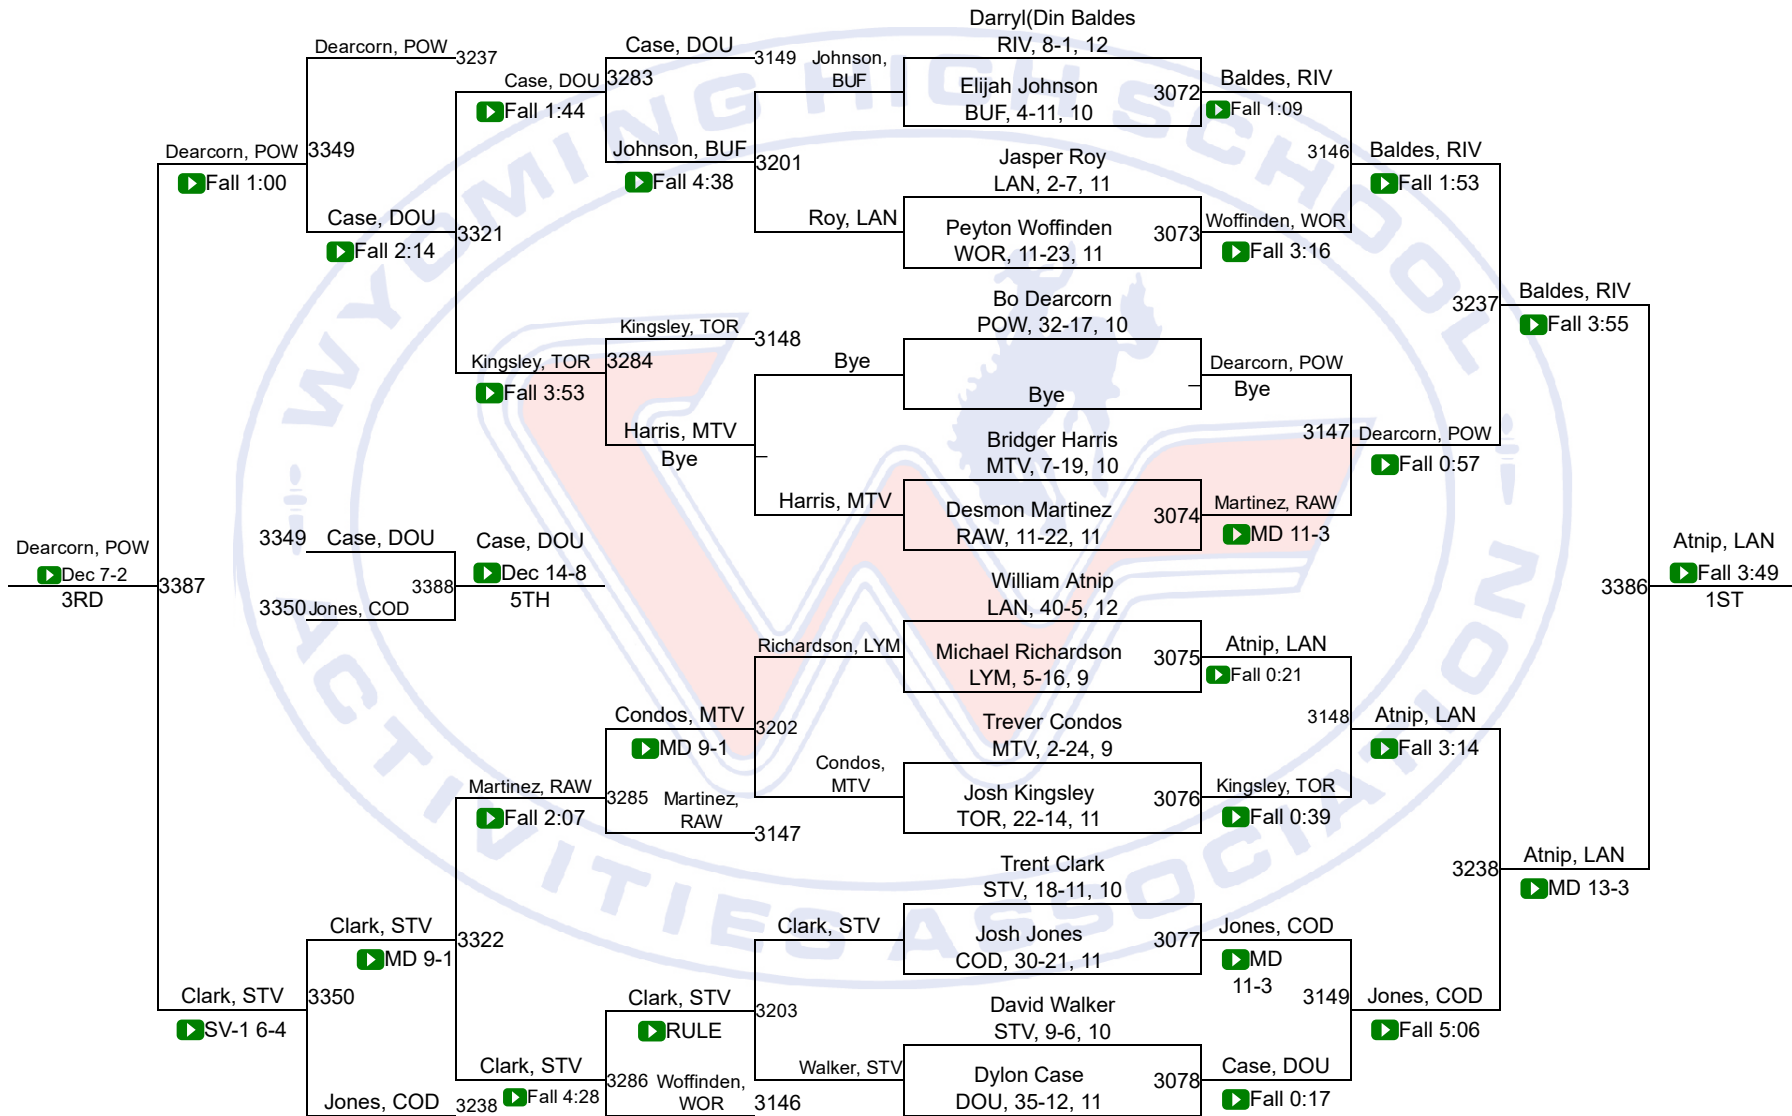 Darryl(Din Baldes
RIV, 8-1, 12
Elijah Johnson
BUF, 4-11, 10
3072
Jasper Roy
LAN, 2-7, 11
Peyton Woffinden
WOR, 11-23, 11
3073
Bo Dearcorn
POW, 32-17, 10
Bye
Bridger Harris
MTV, 7-19, 10
Desmon Martinez
RAW, 11-22, 11
3074
William Atnip
LAN, 40-5, 12
Michael Richardson
LYM, 5-16, 9
3075
Trever Condos
MTV, 2-24, 9
Josh Kingsley
TOR, 22-14, 11
3076
Trent Clark
STV, 18-11, 10
Josh Jones
COD, 30-21, 11
3077
David Walker
STV, 9-6, 10
Dylon Case
DOU, 35-12, 11
3078
Baldes, RIV
Fall 1:09
3146
Woffinden, WOR
Fall 3:16
Dearcorn, POW
Bye
3147
Martinez, RAW
MD 11-3
Atnip, LAN
Fall 0:21
3148
Kingsley, TOR
Fall 0:39
Jones, COD
MD
11-3
3149
Case, DOU
Fall 0:17
Baldes, RIV
Fall 1:53
3237
Dearcorn, POW
Fall 0:57
Atnip, LAN
Fall 3:14
3238
Jones, COD
Fall 5:06
Baldes, RIV
Fall 3:55
3386
Atnip, LAN
MD 13-3
Atnip, LAN
Fall 3:49
1ST
Johnson,
BUF
3201
Roy, LAN
Bye
Harris, MTV
Richardson, LYM
3202
Condos,
MTV
Clark, STV
3203
Walker, STV
Case, DOU
3149
3283
Johnson, BUF
Fall 4:38
Kingsley, TOR
3148
3284
Harris, MTV
Bye
Condos, MTV
MD 9-1
3285
Martinez,
RAW
3147
Clark, STV
RULE
3286
Woffinden,
WOR
3146
Case, DOU
Fall 1:44
3321
Kingsley, TOR
Fall 3:53
Martinez, RAW
Fall 2:07
3322
Clark, STV
Fall 4:28
Dearcorn, POW
3237
3349
Case, DOU
Fall 2:14
Clark, STV
MD 9-1
3350
Jones, COD
3238
Dearcorn, POW
Fall 1:00
3387
Clark, STV
SV-1 6-4
Dearcorn, POW
Dec 7-2
3RD
3349
Case, DOU
3388
3350
Jones, COD
Case, DOU
Dec 14-8
5TH
WYOMING HIGH SCHOOL
ACTIVITIES ASSOCIATION